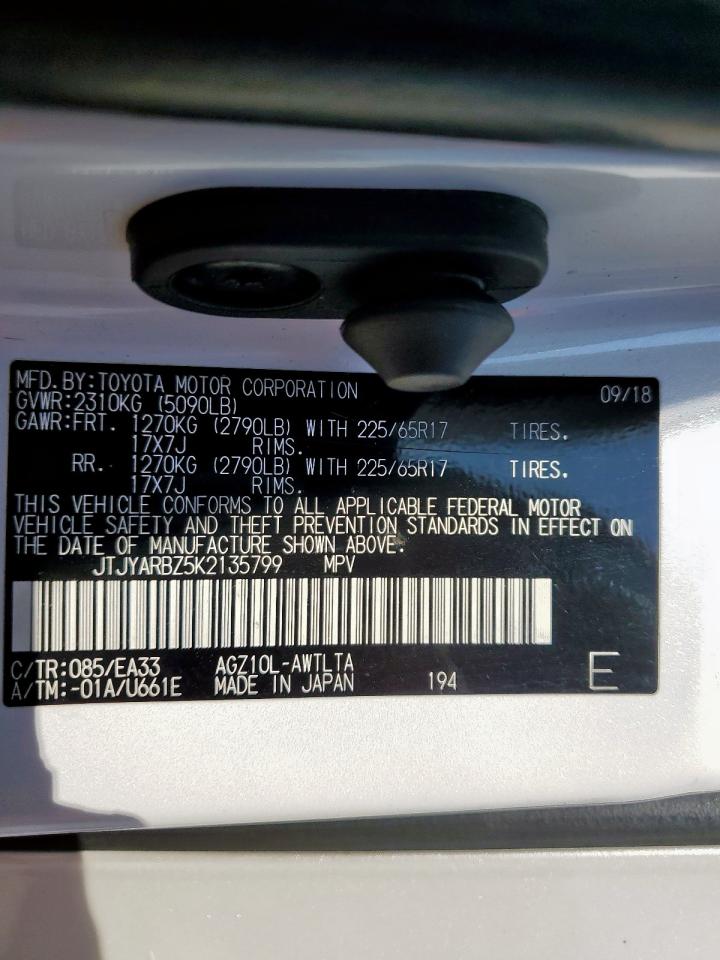 MFD. BY: TOYOTA MOTOR CORPORATION 09/18
GVWR: 2310KG (5090LB)
GAWR: FRT. 1270KG (2790LB) WITH 225/65R17 TIRES.
17X7J RIMS.
RR. 1270KG (2790LB) WITH 225/65R17 TIRES.
17X7J RIMS.
THIS VEHICLE CONFORMS TO ALL APPLICABLE FEDERAL MOTOR
VEHICLE SAFETY AND THEFT PREVENTION STANDARDS IN EFFECT ON
THE DATE OF MANUFACTURE SHOWN ABOVE.
JTJYARBZ5K2135799 MPV
C/TR: 085/EA33 AGZ10L-AWTLTA
A/TM: -01A/U661E MADE IN JAPAN 194 E